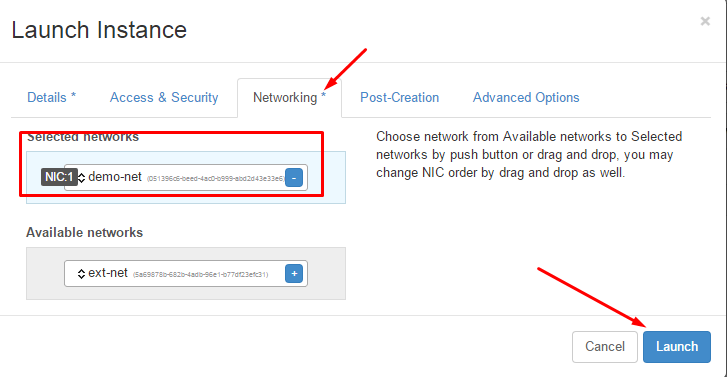 Launch Instance
×
Details *
Access & Security
Networking *
Post-Creation
Advanced Options
Selected networks
NIC:1 demo-net (051396c6-beed-4ac0-b999-abd2d43e33e6) -
Choose network from Available networks to Selected
networks by push button or drag and drop, you may
change NIC order by drag and drop as well.
Available networks
ext-net (5a69878b-682b-4adb-96e1-b77df23efc31) +
Cancel
Launch